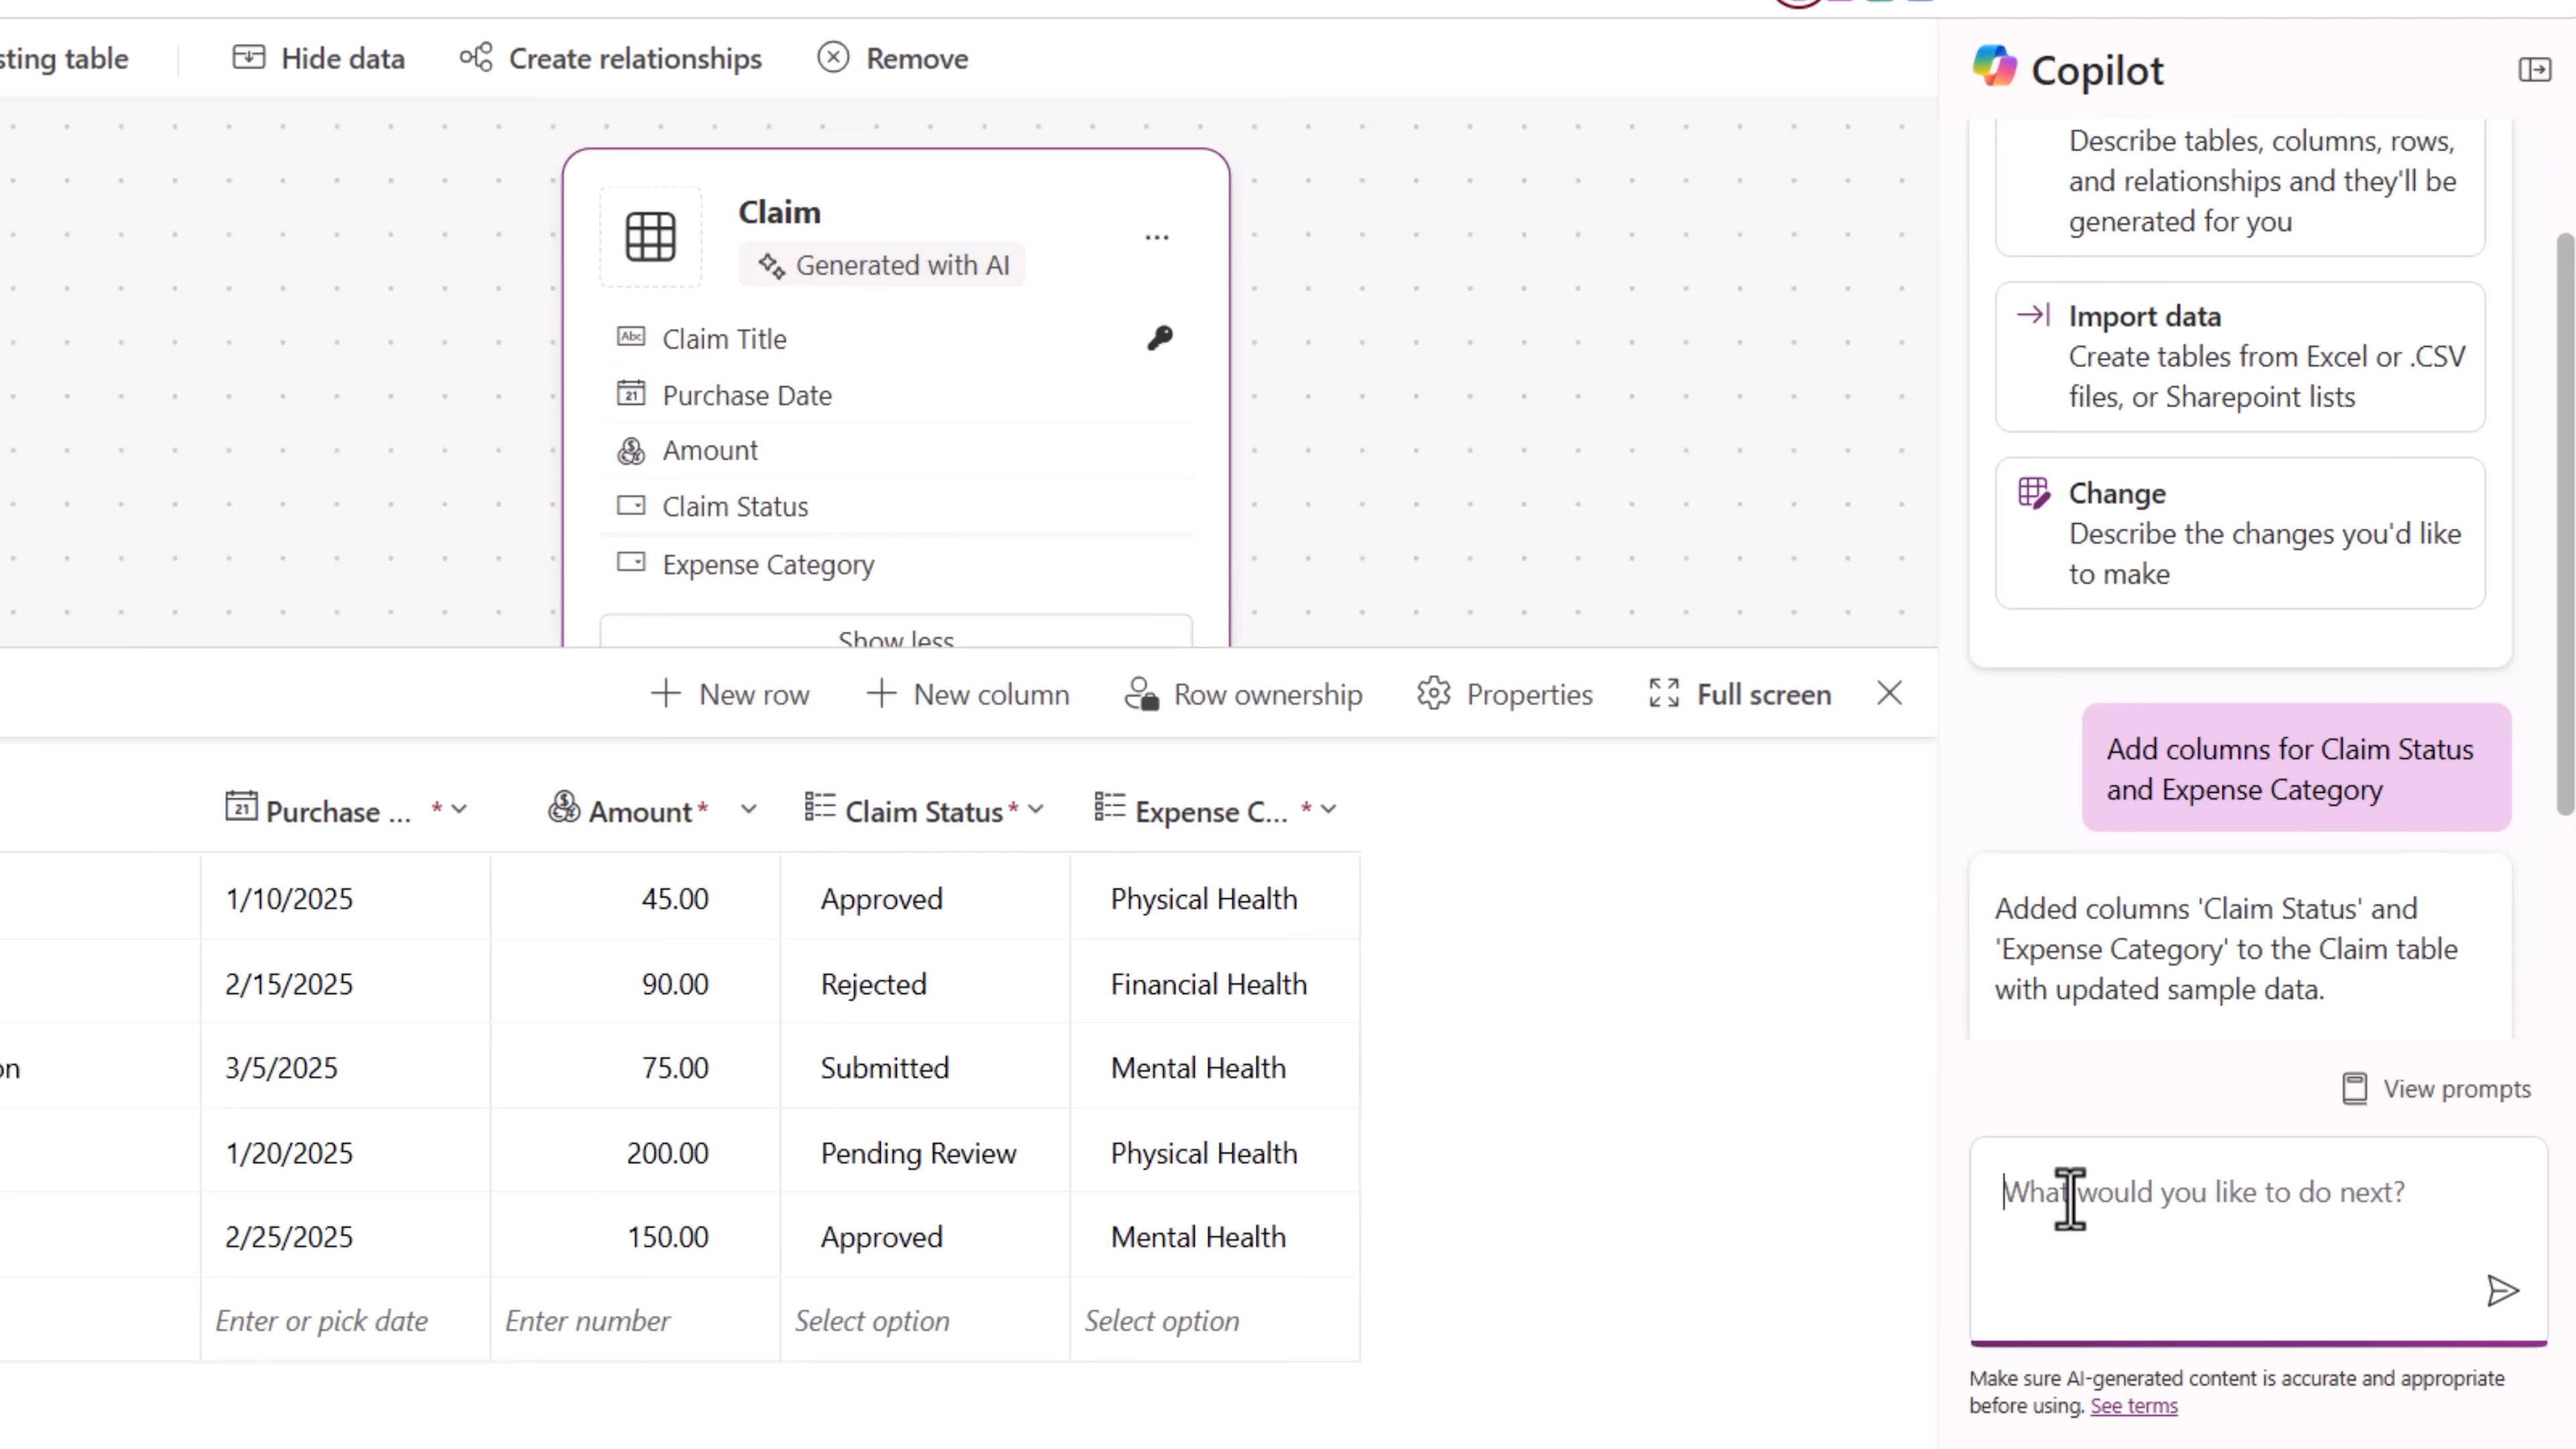 sting table
Hide data
Create relationships
Remove
Claim
Generated with AI
Abc Claim Title
21 Purchase Date
Amount
Claim Status
Expense Category
Show less
New row
New column
Row ownership
Properties
Full screen
21 Purchase ... *
Amount *
Claim Status *
Expense C... *
1/10/2025 45.00 Approved Physical Health
2/15/2025 90.00 Rejected Financial Health
on 3/5/2025 75.00 Submitted Mental Health
1/20/2025 200.00 Pending Review Physical Health
2/25/2025 150.00 Approved Mental Health
Enter or pick date Enter number Select option Select option
Copilot
Describe tables, columns, rows,
and relationships and they'll be
generated for you
Import data
Create tables from Excel or .CSV
files, or Sharepoint lists
Change
Describe the changes you'd like
to make
Add columns for Claim Status
and Expense Category
Added columns 'Claim Status' and
'Expense Category' to the Claim table
with updated sample data.
View prompts
What would you like to do next?
Make sure AI-generated content is accurate and appropriate
before using. See terms